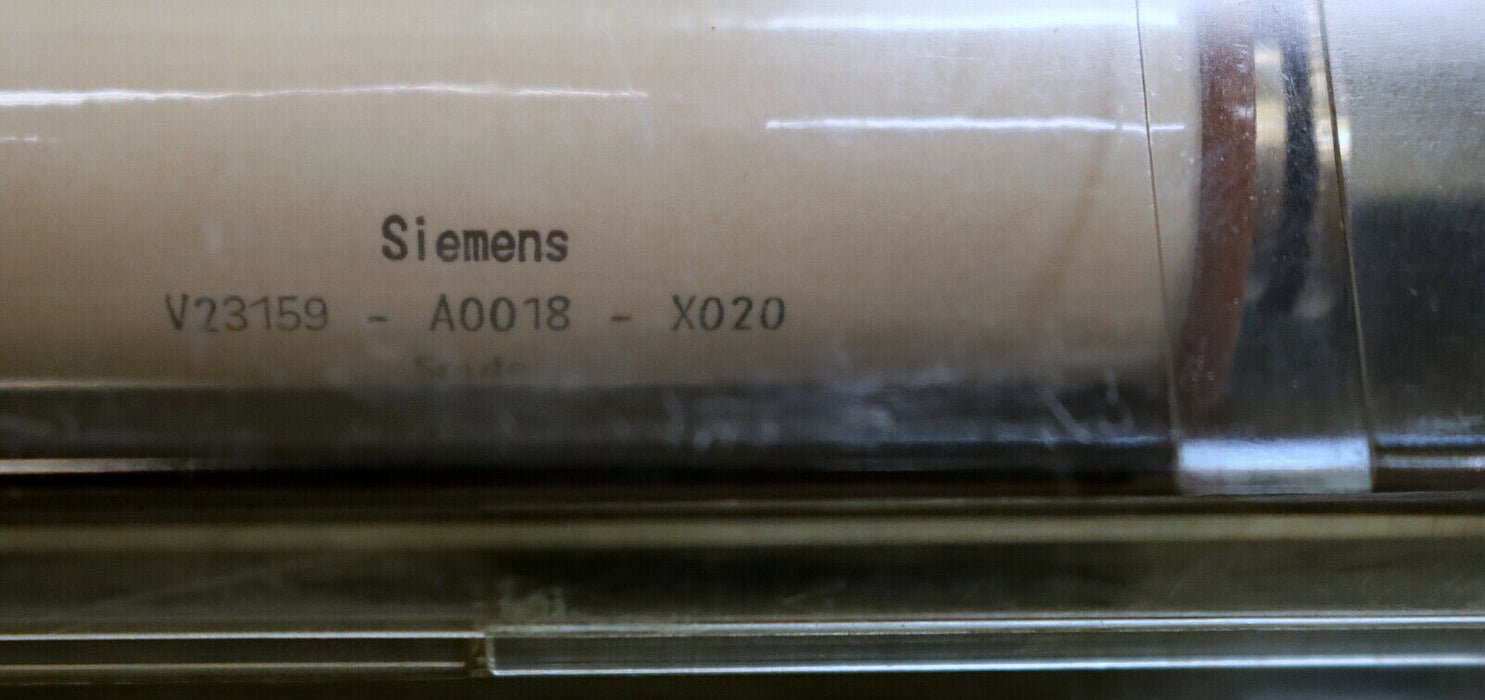 Siemens
V23159 - A0018 - X020